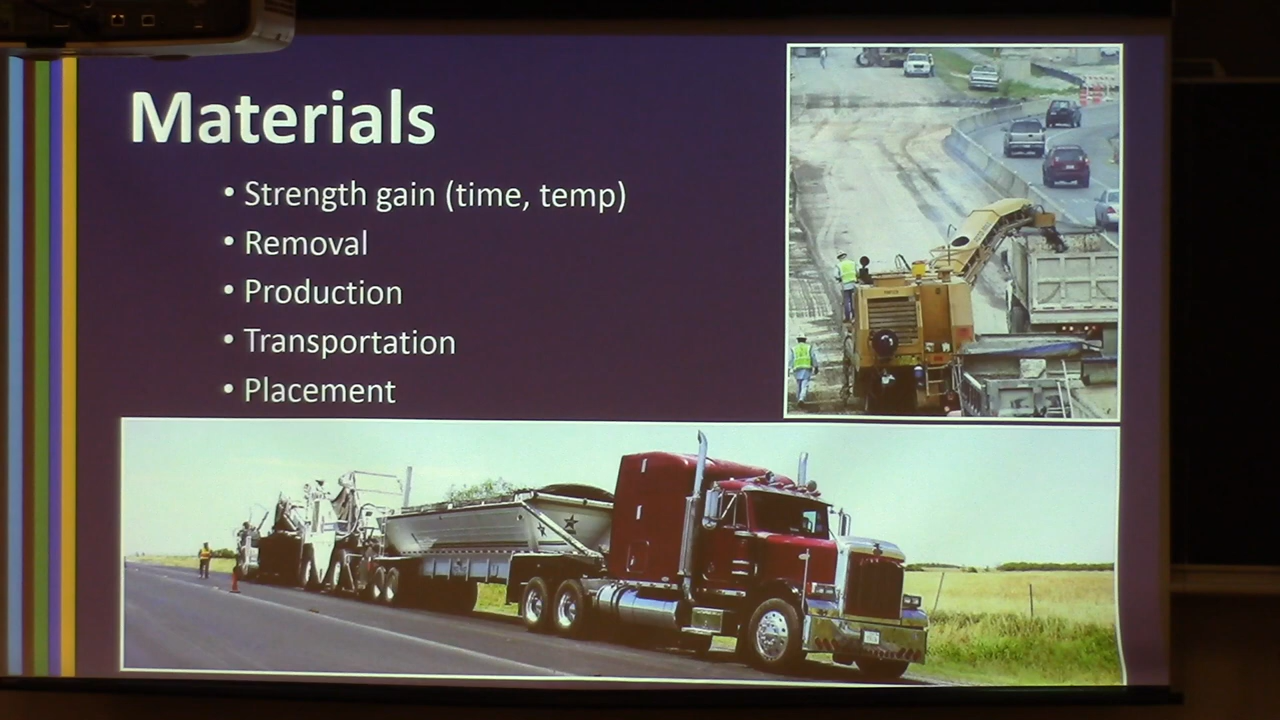 Materials
• Strength gain (time, temp)
• Removal
• Production
• Transportation
• Placement